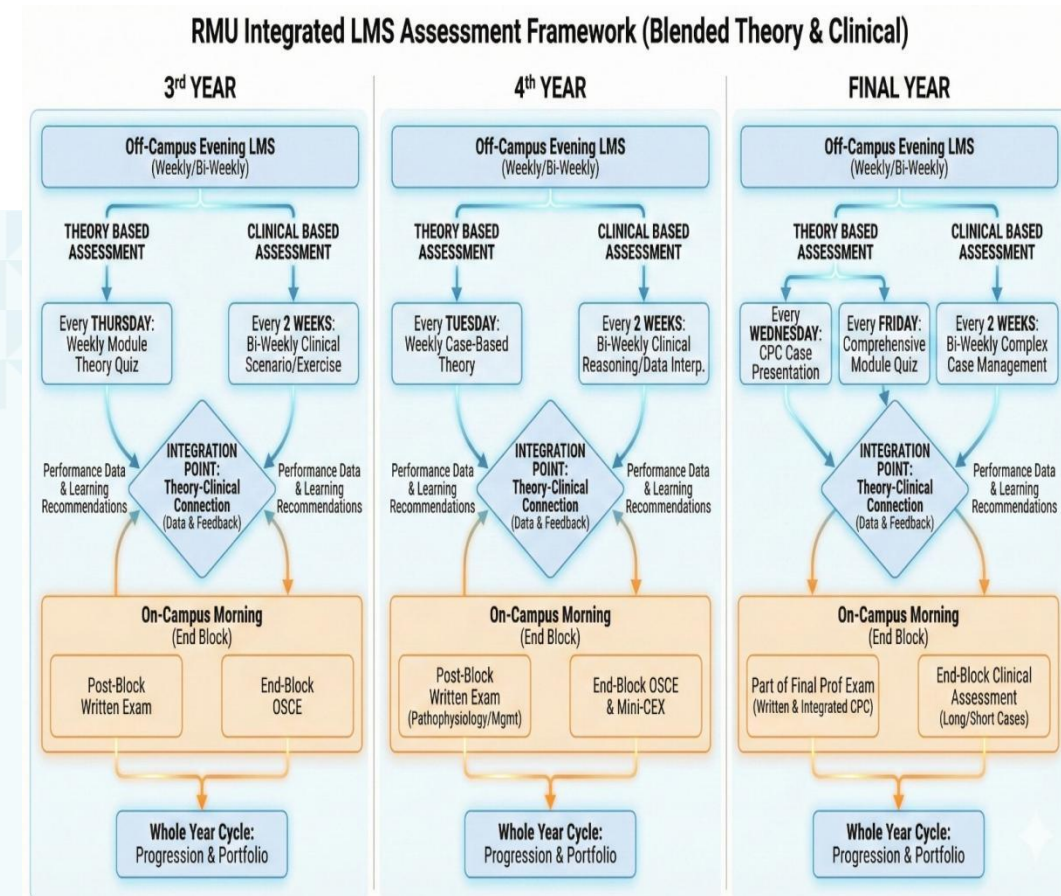 RMU Integrated LMS Assessment Framework (Blended Theory & Clinical)
3rd YEAR
Off-Campus Evening LMS
(Weekly/Bi-Weekly)
THEORY BASED
ASSESSMENT
CLINICAL BASED
ASSESSMENT
Every THURSDAY:
Weekly Module
Theory Quiz
Every 2 WEEKS:
Bi-Weekly Clinical
Scenario/Exercise
Performance Data
& Learning
Recommendations
INTEGRATION
POINT:
Theory-Clinical
Connection
(Data & Feedback)
Performance Data
& Learning
Recommendations
On-Campus Morning
(End Block)
Post-Block
Written Exam
End-Block
OSCE
Whole Year Cycle:
Progression & Portfolio
4th YEAR
Off-Campus Evening LMS
(Weekly/Bi-Weekly)
THEORY BASED
ASSESSMENT
CLINICAL BASED
ASSESSMENT
Every TUESDAY:
Weekly Case-Based
Theory
Every 2 WEEKS:
Bi-Weekly Clinical
Reasoning/Data Interp.
Performance Data
& Learning
Recommendations
INTEGRATION
POINT:
Theory-Clinical
Connection
(Data & Feedback)
Performance Data
& Learning
Recommendations
On-Campus Morning
(End Block)
Post-Block
Written Exam
(Pathophysiology/Mgmt)
End-Block OSCE
& Mini-CEX
Whole Year Cycle:
Progression & Portfolio
FINAL YEAR
Off-Campus Evening LMS
(Weekly/Bi-Weekly)
THEORY BASED
ASSESSMENT
CLINICAL BASED
ASSESSMENT
Every
WEDNESDAY:
CPC Case
Presentation
Every FRIDAY:
Comprehensive
Module Quiz
Every 2 WEEKS:
Bi-Weekly Complex
Case Management
INTEGRATION
POINT:
Theory-Clinical
Connection
(Data & Feedback)
Performance Data
& Learning
Recommendations
On-Campus Morning
(End Block)
Part of Final Prof Exam
(Written & Integrated CPC)
End-Block Clinical
Assessment
(Long/Short Cases)
Whole Year Cycle:
Progression & Portfolio